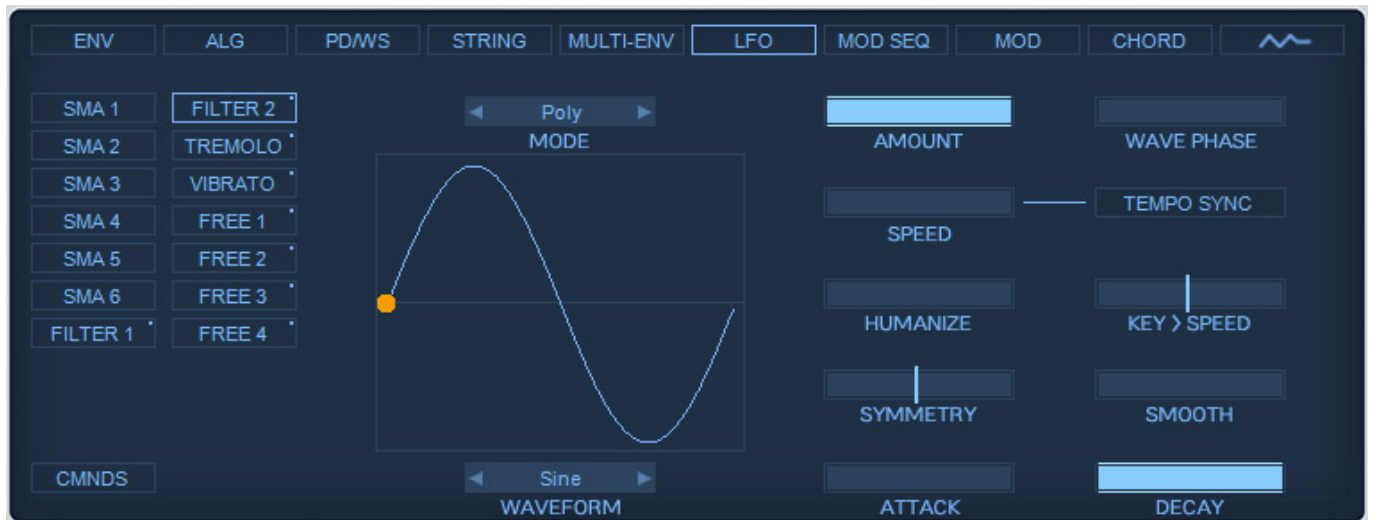 ENV ALG PD/WS STRING MULTI-ENV LFO MOD SEQ MOD CHORD
SMA 1 FILTER 2 Poly
MODE AMOUNT WAVE PHASE
SMA 2 TREMOLO
SMA 3 VIBRATO TEMPO SYNC
SMA 4 FREE 1 SPEED
SMA 5 FREE 2
SMA 6 FREE 3
FILTER 1 FREE 4 HUMANIZE KEY > SPEED
SYMMETRY SMOOTH
CMNDS Sine
WAVEFORM ATTACK DECAY